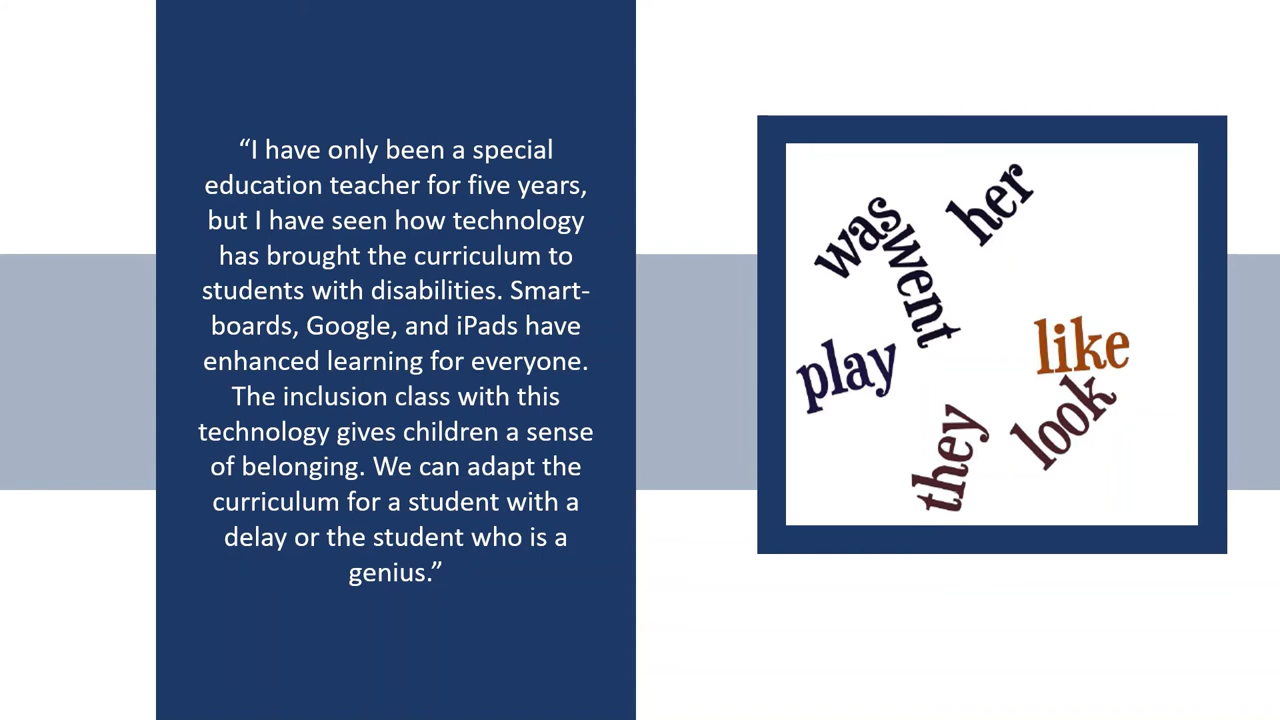 “I have only been a special
education teacher for five years,
but I have seen how technology
has brought the curriculum to
students with disabilities. Smart-
boards, Google, and iPads have
enhanced learning for everyone.
The inclusion class with this
technology gives children a sense
of belonging. We can adapt the
curriculum for a student with a
delay or the student who is a
genius.”
was
her
went
play
like
look
they